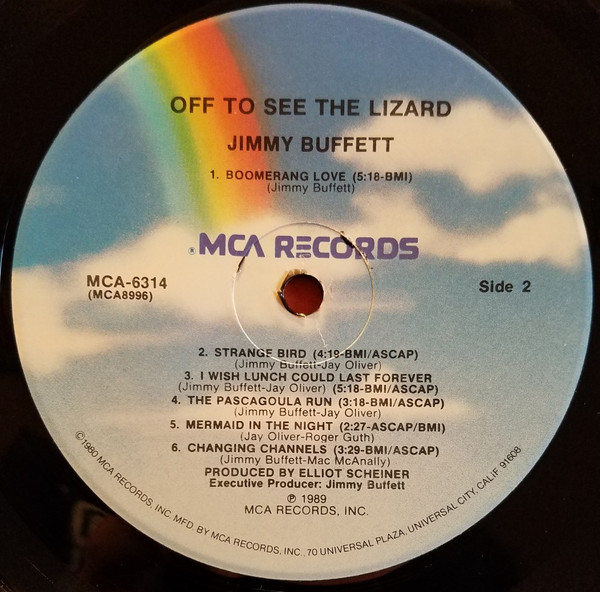 OFF TO SEE THE LIZARD
JIMMY BUFFETT
1. BOOMERANG LOVE (5:18-BMI)
(Jimmy Buffett)
®MCA RECORDS
MCA-6314
(MCA8996)
Side 2
2. STRANGE BIRD (4:19-BMI/ASCAP)
(Jimmy Buffett-Jay Oliver)
3. I WISH LUNCH COULD LAST FOREVER
(Jimmy Buffett-Jay Oliver) (5:18-BMI/ASCAP)
4. THE PASCAGOULA RUN (3:18-BMI/ASCAP)
(Jimmy Buffett-Jay Oliver)
5. MERMAID IN THE NIGHT (2:27-ASCAP/BMI)
(Jay Oliver-Roger Guth)
6. CHANGING CHANNELS (3:29-BMI/ASCAP)
(Jimmy Buffett-Mac McAnally)
PRODUCED BY ELLIOT SCHEINER
Executive Producer: Jimmy Buffett
℗ 1989
MCA RECORDS, INC.
©1980 MCA RECORDS, INC. MFD. BY MCA RECORDS, INC., 70 UNIVERSAL PLAZA, UNIVERSAL CITY, CALIF. 91608